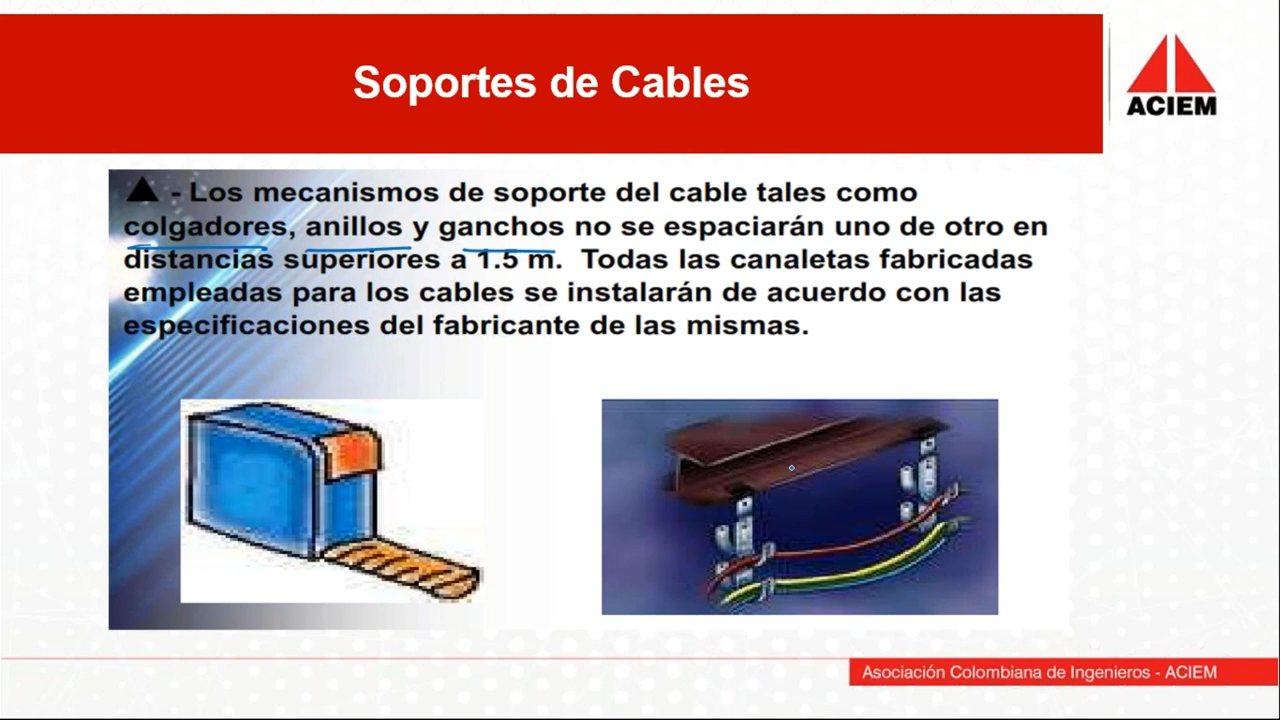 Soportes de Cables
ACIEM
▲ - Los mecanismos de soporte del cable tales como
colgadores, anillos y ganchos no se espaciarán uno de otro en
distancias superiores a 1.5 m. Todas las canaletas fabricadas
empleadas para los cables se instalarán de acuerdo con las
especificaciones del fabricante de las mismas.
Asociación Colombiana de Ingenieros - ACIEM